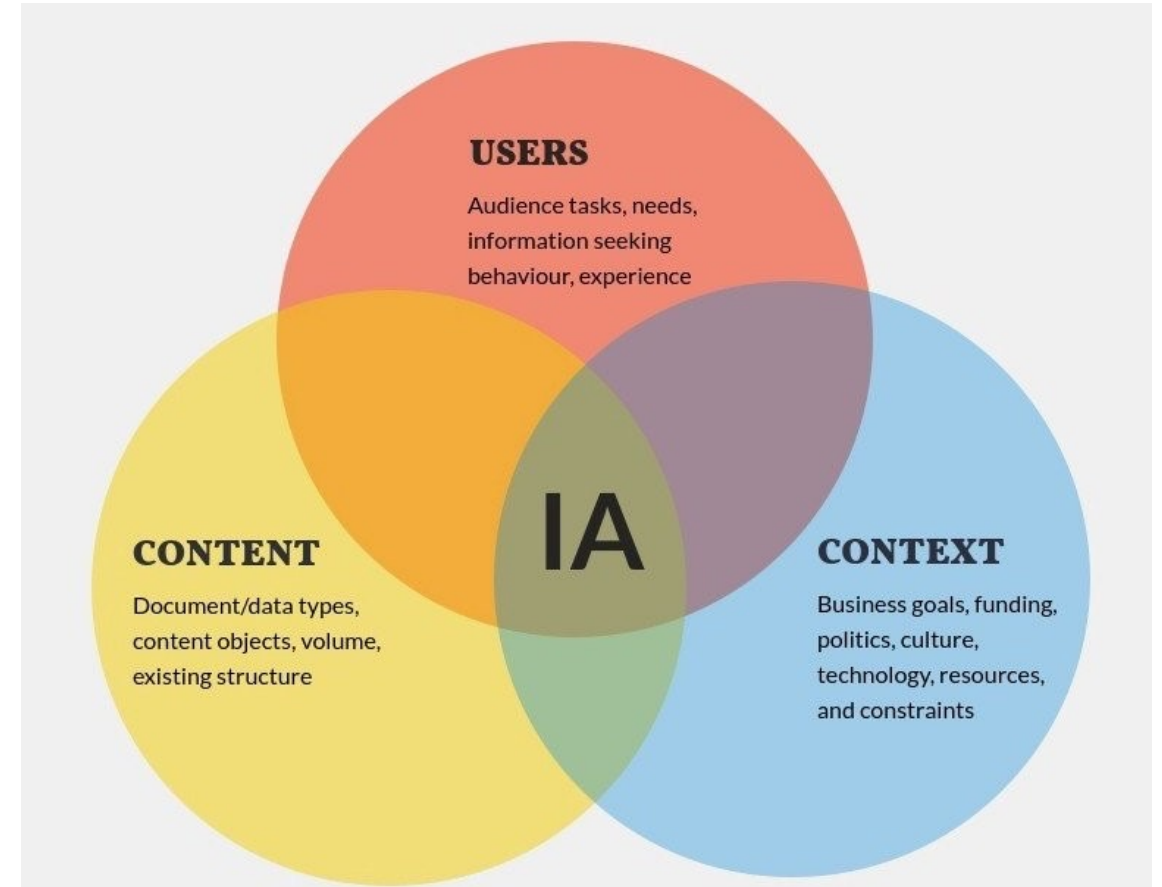 USERS
Audience tasks, needs,
information seeking
behaviour, experience
IA
CONTENT
Document/data types,
content objects, volume,
existing structure
CONTEXT
Business goals, funding,
politics, culture,
technology, resources,
and constraints